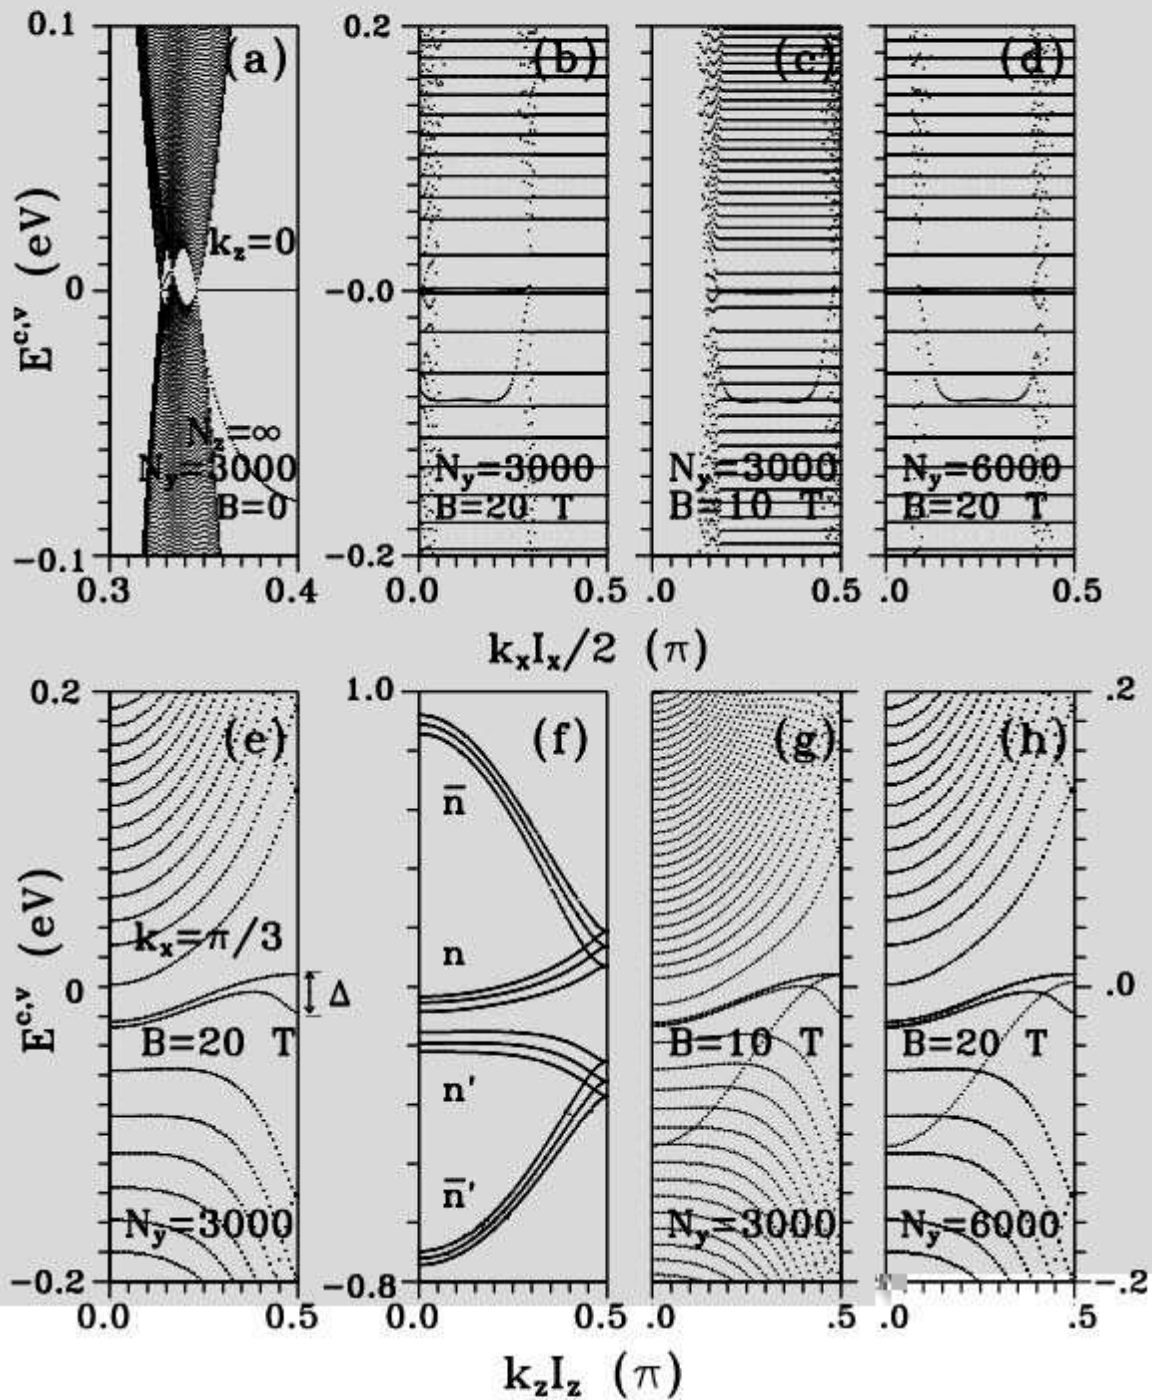 0.1
0.2
(a)
(b)
(c)
(d)
E^{c,v} (eV)
k_z=0
0
−0.0
N_z=∞
N_y=3000
B=0
N_y=3000
B=20 T
N_y=3000
B=10 T
N_y=6000
B=20 T
−0.1
−0.2
0.3
0.4
0.0
0.5
.0
0.5
.0
0.5
k_xI_x/2 (π)
0.2
1.0
.2
(e)
(f)
(g)
(h)
n̄
E^{c,v} (eV)
k_x=π/3
n
0
Δ
.0
B=20 T
B=10 T
B=20 T
n'
n̄'
N_y=3000
N_y=3000
N_y=6000
−0.2
−0.8
−.2
0.0
0.5
0.0
0.5
.0
.5
.0
.5
k_zI_z (π)